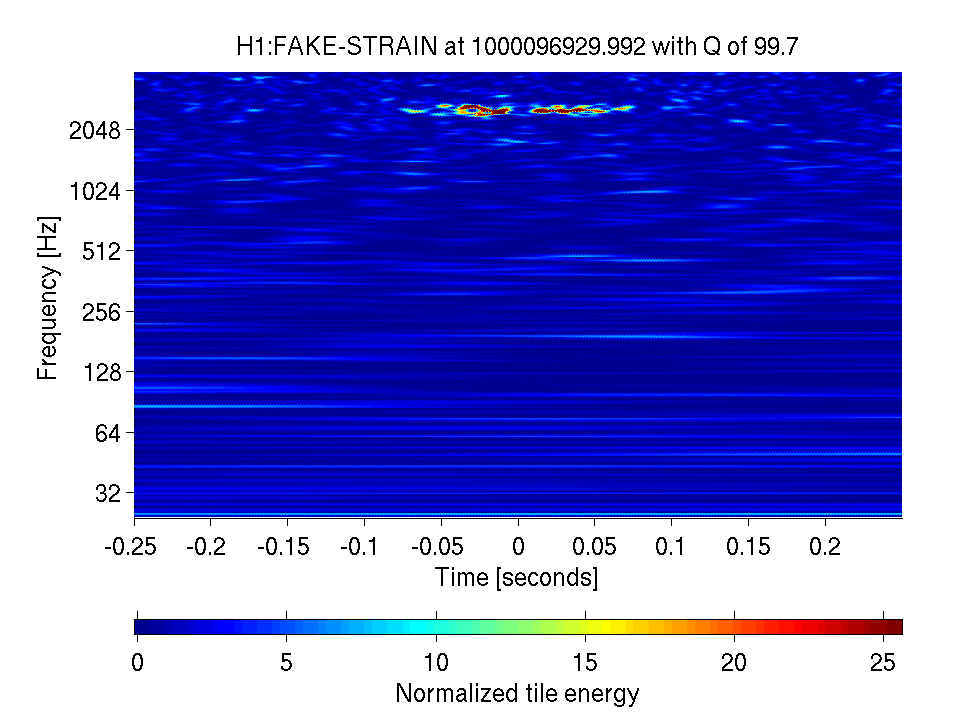 H1:FAKE-STRAIN at 1000096929.992 with Q of 99.7
Frequency [Hz]
2048
1024
512
256
128
64
32
-0.25 -0.2 -0.15 -0.1 -0.05 0 0.05 0.1 0.15 0.2
Time [seconds]
0 5 10 15 20 25
Normalized tile energy